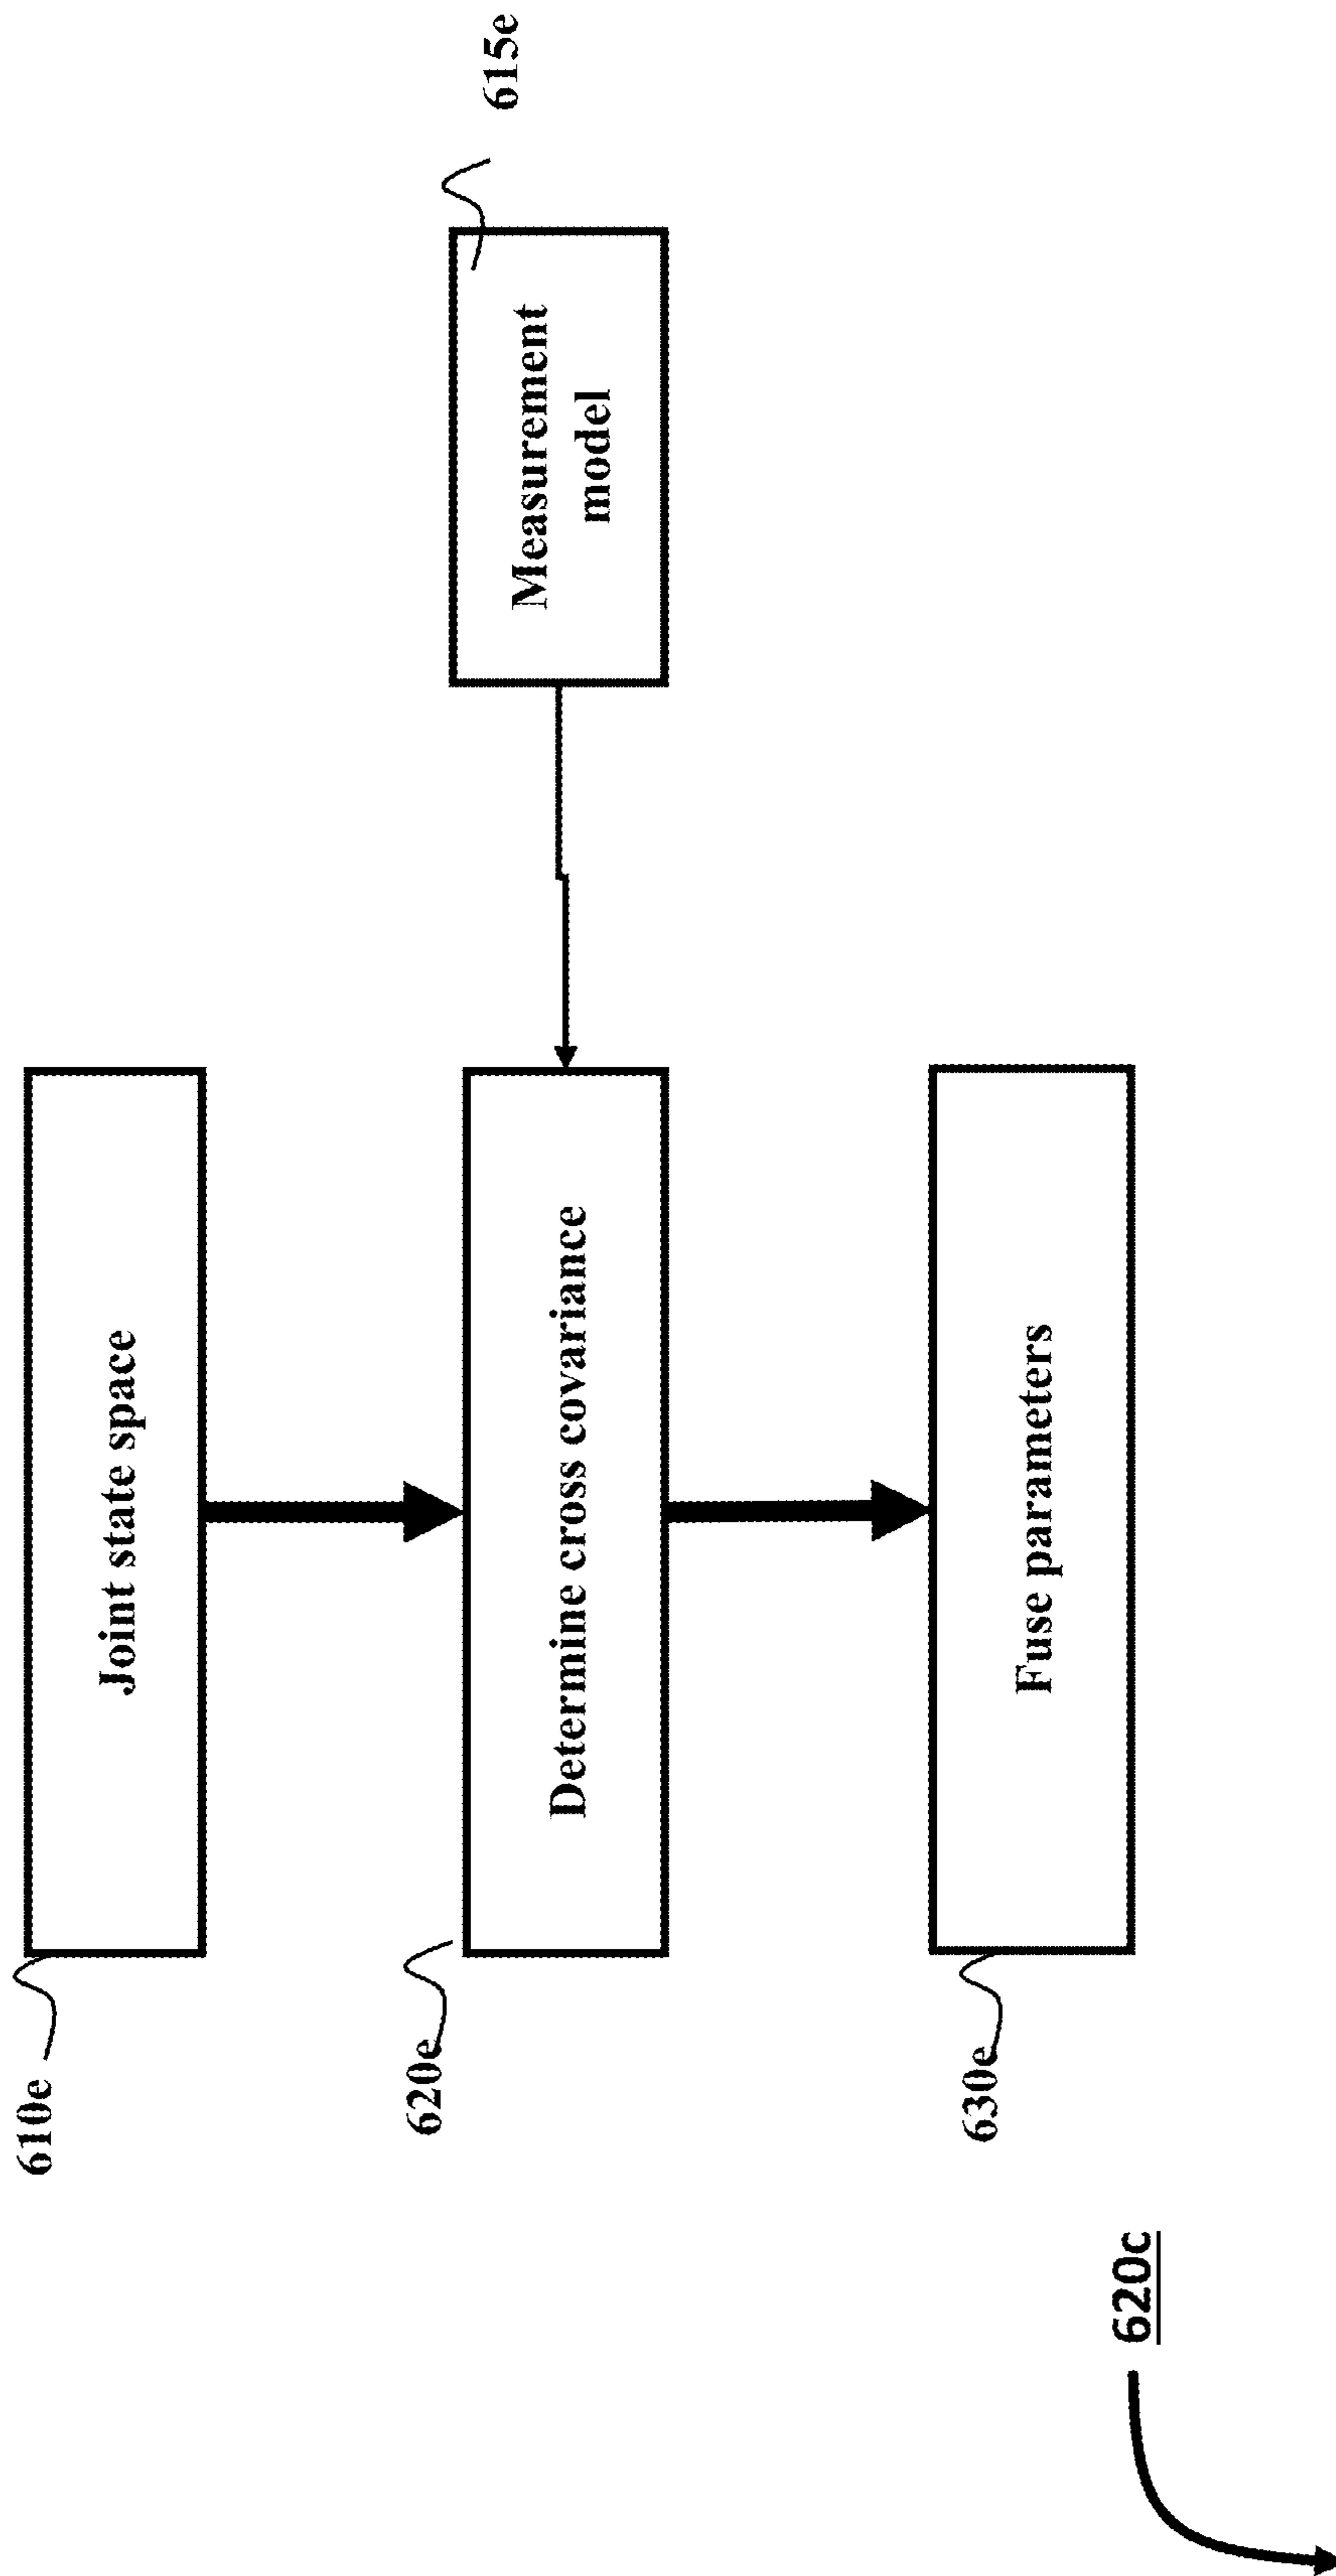 610e
Joint state space
620e
Determine cross covariance
615e
Measurement
model
630e
Fuse parameters
620c